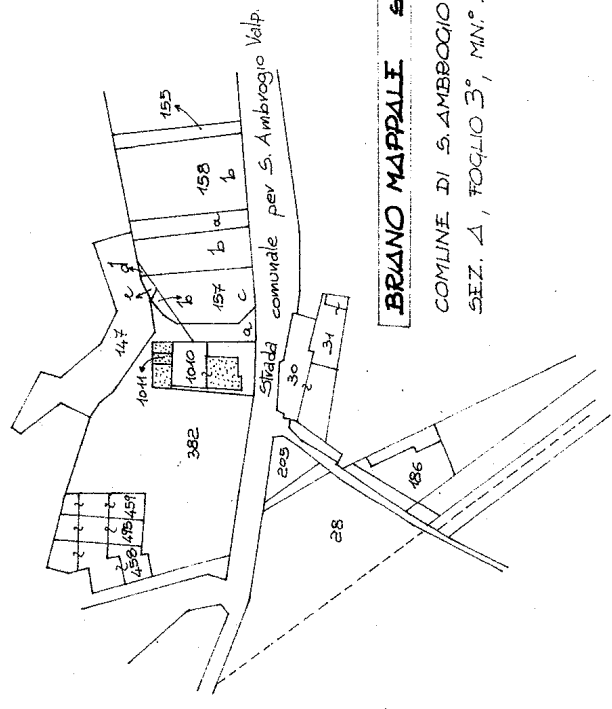 155
158
b
a
b
157
c
a
b
e
d
147
1011
1010
382
459
495
458
Strada comunale per S. Ambrogio Valp.
30
31
205
186
28
BRANO MAPPALE
COMUNE DI S. AMBROGIO
SEZ. A, FOGLIO 3°, M.N.°